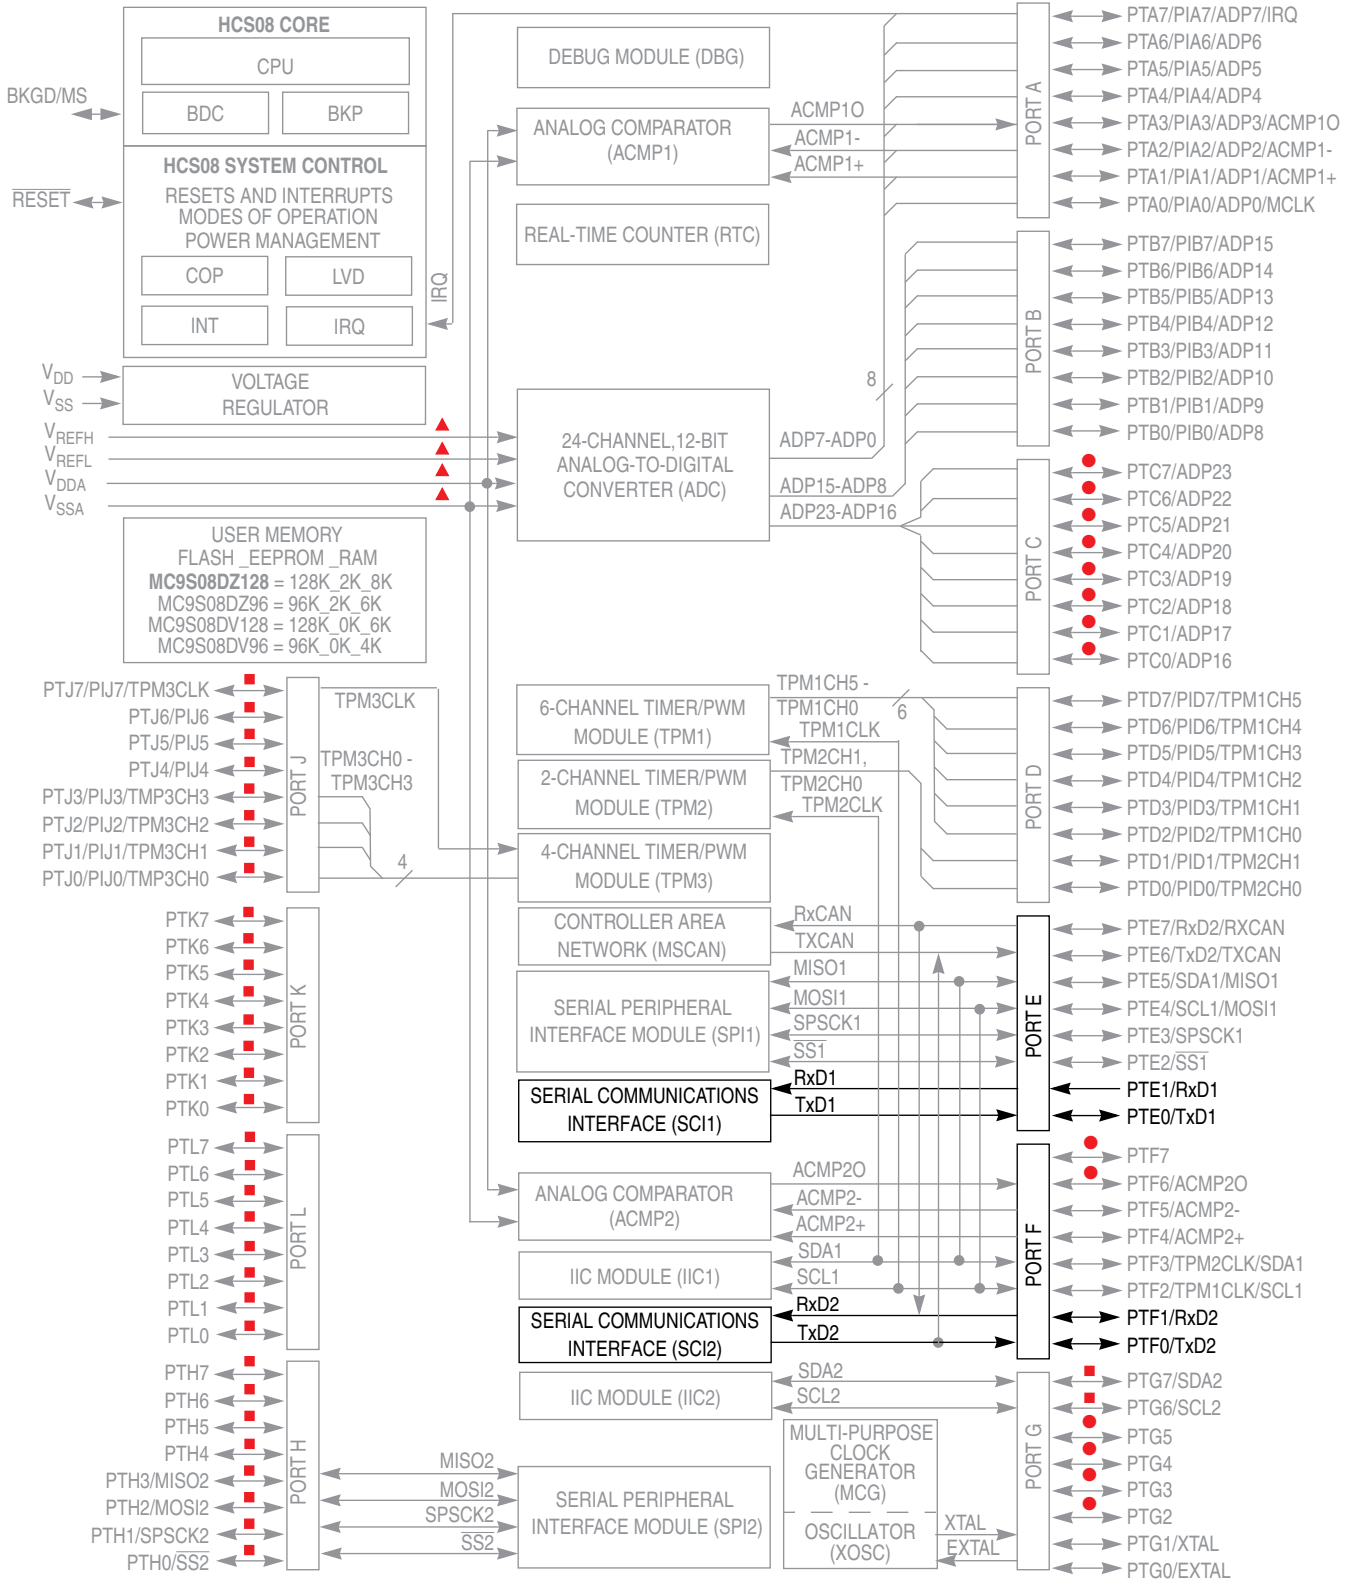 HCS08 CORE
CPU
BDC
BKP
BKGD/MS
HCS08 SYSTEM CONTROL
RESETS AND INTERRUPTS
MODES OF OPERATION
POWER MANAGEMENT
COP
LVD
INT
IRQ
RESET
IRQ
VOLTAGE
REGULATOR
VDD
VSS
VREFH
VREFL
VDDA
VSSA
USER MEMORY
FLASH _EEPROM _RAM
MC9S08DZ128 = 128K_2K_8K
MC9S08DZ96 = 96K_2K_6K
MC9S08DV128 = 128K_0K_6K
MC9S08DV96 = 96K_0K_4K
DEBUG MODULE (DBG)
ANALOG COMPARATOR
(ACMP1)
ACMP1O
ACMP1-
ACMP1+
REAL-TIME COUNTER (RTC)
24-CHANNEL,12-BIT
ANALOG-TO-DIGITAL
CONVERTER (ADC)
8
ADP7-ADP0
ADP15-ADP8
ADP23-ADP16
PORT A
PTA7/PIA7/ADP7/IRQ
PTA6/PIA6/ADP6
PTA5/PIA5/ADP5
PTA4/PIA4/ADP4
PTA3/PIA3/ADP3/ACMP1O
PTA2/PIA2/ADP2/ACMP1-
PTA1/PIA1/ADP1/ACMP1+
PTA0/PIA0/ADP0/MCLK
PORT B
PTB7/PIB7/ADP15
PTB6/PIB6/ADP14
PTB5/PIB5/ADP13
PTB4/PIB4/ADP12
PTB3/PIB3/ADP11
PTB2/PIB2/ADP10
PTB1/PIB1/ADP9
PTB0/PIB0/ADP8
PORT C
PTC7/ADP23
PTC6/ADP22
PTC5/ADP21
PTC4/ADP20
PTC3/ADP19
PTC2/ADP18
PTC1/ADP17
PTC0/ADP16
PTJ7/PIJ7/TPM3CLK
PTJ6/PIJ6
PTJ5/PIJ5
PTJ4/PIJ4
PTJ3/PIJ3/TMP3CH3
PTJ2/PIJ2/TPM3CH2
PTJ1/PIJ1/TPM3CH1
PTJ0/PIJ0/TMP3CH0
PORT J
TPM3CLK
TPM3CH0 -
TPM3CH3
4
6-CHANNEL TIMER/PWM
MODULE (TPM1)
TPM1CH5 -
TPM1CH0
6
TPM1CLK
2-CHANNEL TIMER/PWM
MODULE (TPM2)
TPM2CH1,
TPM2CH0
TPM2CLK
4-CHANNEL TIMER/PWM
MODULE (TPM3)
PORT D
PTD7/PID7/TPM1CH5
PTD6/PID6/TPM1CH4
PTD5/PID5/TPM1CH3
PTD4/PID4/TPM1CH2
PTD3/PID3/TPM1CH1
PTD2/PID2/TPM1CH0
PTD1/PID1/TPM2CH1
PTD0/PID0/TPM2CH0
PTK7
PTK6
PTK5
PTK4
PTK3
PTK2
PTK1
PTK0
PORT K
CONTROLLER AREA
NETWORK (MSCAN)
RxCAN
TXCAN
SERIAL PERIPHERAL
INTERFACE MODULE (SPI1)
MISO1
MOSI1
SPSCK1
SS1
SERIAL COMMUNICATIONS
INTERFACE (SCI1)
RxD1
TxD1
PORT E
PTE7/RxD2/RXCAN
PTE6/TxD2/TXCAN
PTE5/SDA1/MISO1
PTE4/SCL1/MOSI1
PTE3/SPSCK1
PTE2/SS1
PTE1/RxD1
PTE0/TxD1
PTL7
PTL6
PTL5
PTL4
PTL3
PTL2
PTL1
PTL0
PORT L
ANALOG COMPARATOR
(ACMP2)
ACMP2O
ACMP2-
ACMP2+
IIC MODULE (IIC1)
SDA1
SCL1
SERIAL COMMUNICATIONS
INTERFACE (SCI2)
RxD2
TxD2
PORT F
PTF7
PTF6/ACMP2O
PTF5/ACMP2-
PTF4/ACMP2+
PTF3/TPM2CLK/SDA1
PTF2/TPM1CLK/SCL1
PTF1/RxD2
PTF0/TxD2
PTH7
PTH6
PTH5
PTH4
PTH3/MISO2
PTH2/MOSI2
PTH1/SPSCK2
PTH0/SS2
PORT H
MISO2
MOSI2
SPSCK2
SS2
IIC MODULE (IIC2)
SDA2
SCL2
SERIAL PERIPHERAL
INTERFACE MODULE (SPI2)
MULTI-PURPOSE
CLOCK
GENERATOR
(MCG)
OSCILLATOR
(XOSC)
XTAL
EXTAL
PORT G
PTG7/SDA2
PTG6/SCL2
PTG5
PTG4
PTG3
PTG2
PTG1/XTAL
PTG0/EXTAL